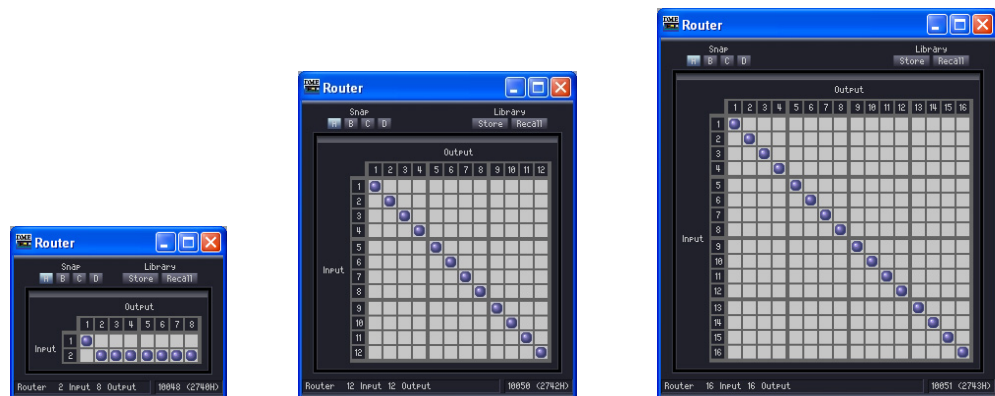 DME Router
Snap Library
A B C D Store Recall
Output
1 2 3 4 5 6 7 8
Input
1
2
Router 2 Input 8 Output 10048 (2740H)
DME Router
Snap Library
A B C D Store Recall
Output
1 2 3 4 5 6 7 8 9 10 11 12
Input
1
2
3
4
5
6
7
8
9
10
11
12
Router 12 Input 12 Output 10050 (2742H)
DME Router
Snap Library
A B C D Store Recall
Output
1 2 3 4 5 6 7 8 9 10 11 12 13 14 15 16
Input
1
2
3
4
5
6
7
8
9
10
11
12
13
14
15
16
Router 16 Input 16 Output 10051 (2743H)